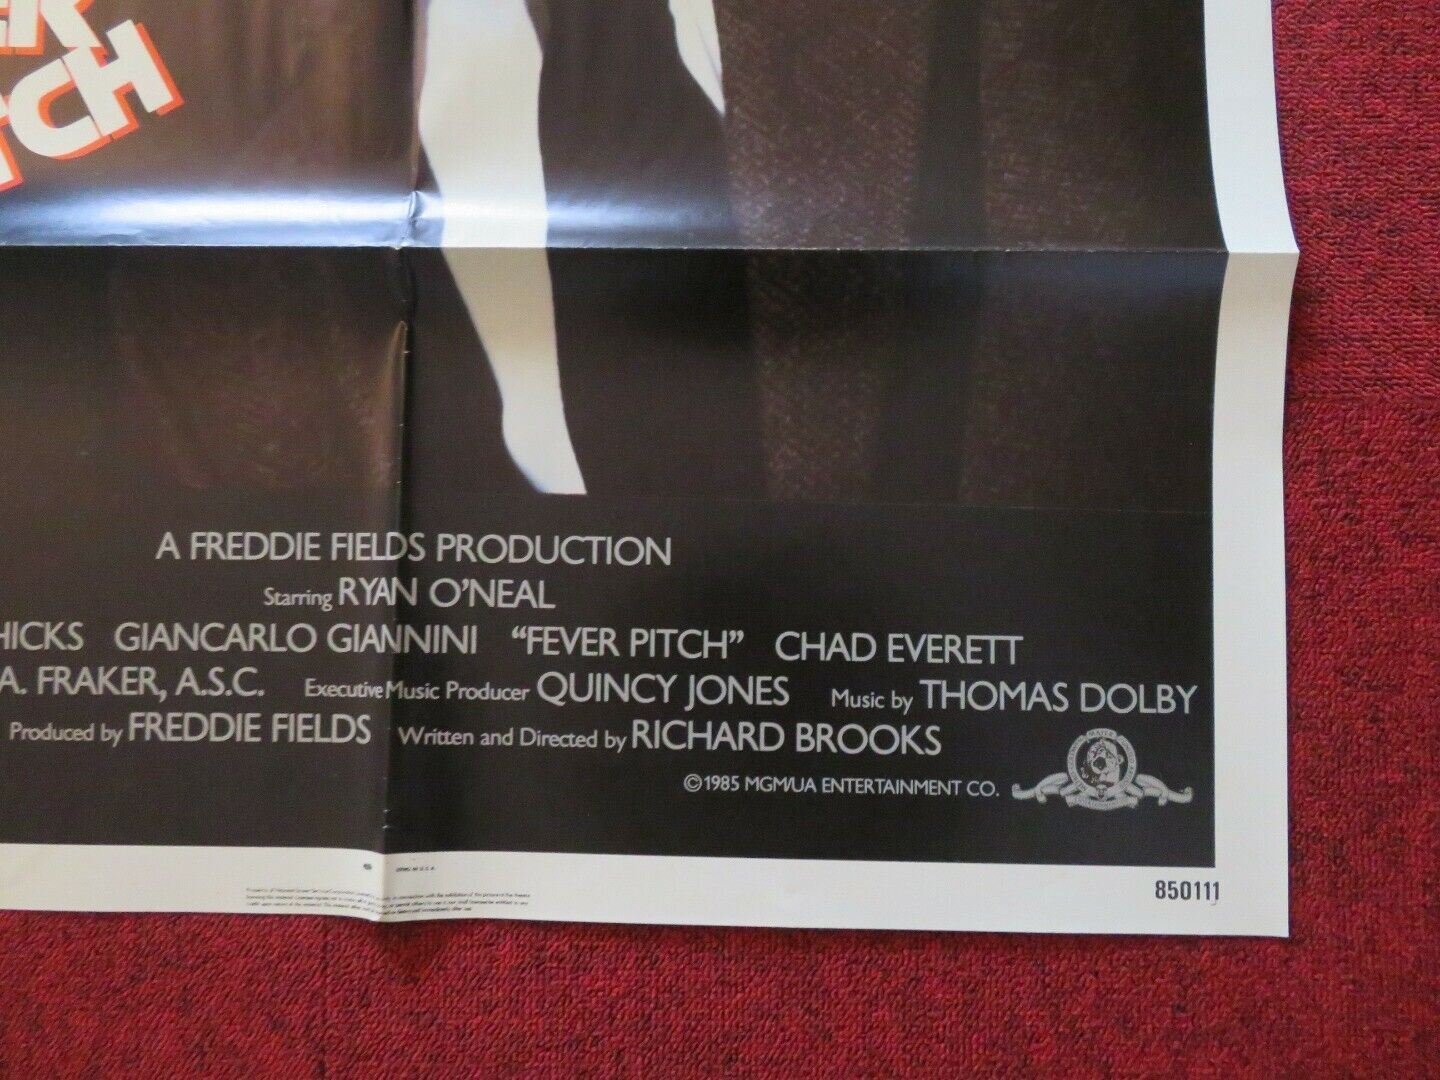 ER
TCH
A FREDDIE FIELDS PRODUCTION
Starring RYAN O'NEAL
HICKS GIANCARLO GIANNINI "FEVER PITCH" CHAD EVERETT
A. FRAKER, A.S.C. Executive Music Producer QUINCY JONES Music by THOMAS DOLBY
Produced by FREDDIE FIELDS Written and Directed by RICHARD BROOKS
©1985 MGM/UA ENTERTAINMENT CO.
850111